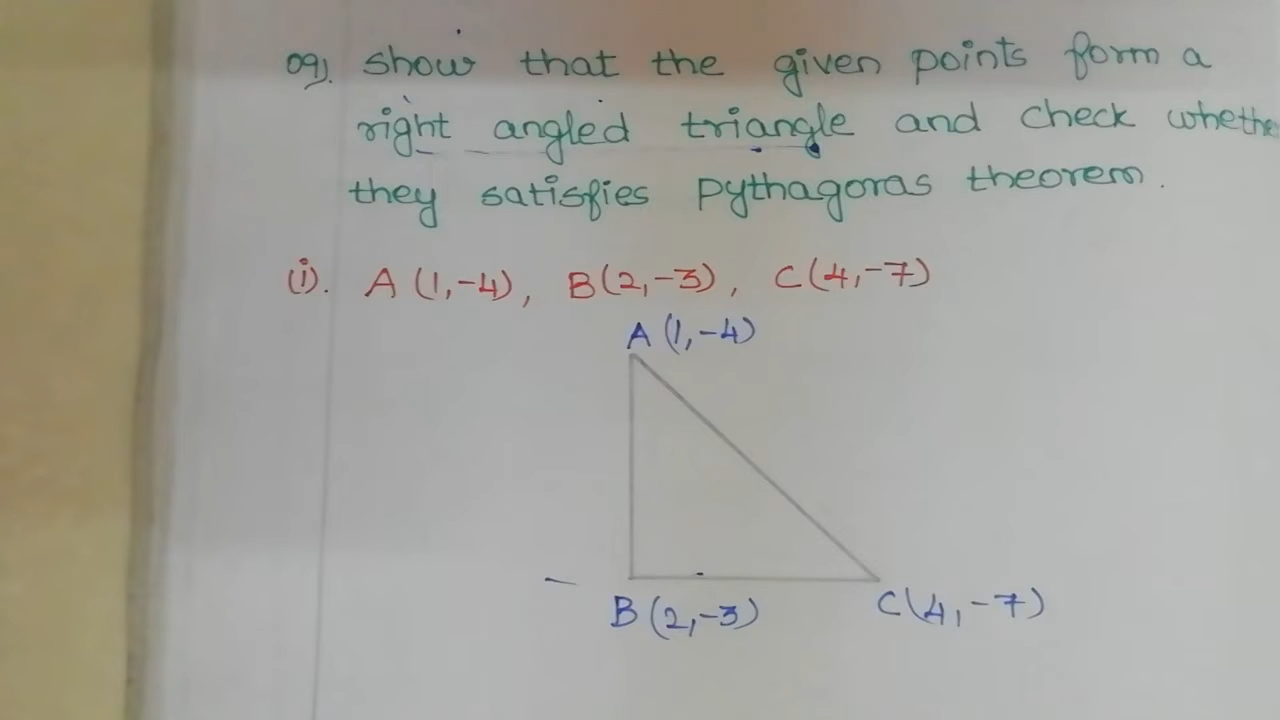 09). Show that the given points form a
right angled triangle and check whethe
they satisfies pythagoras theorem.
(i). A (1,-4), B(2,-3), C(4,-7)
A (1,-4)
B (2,-3)
C(4,-7)